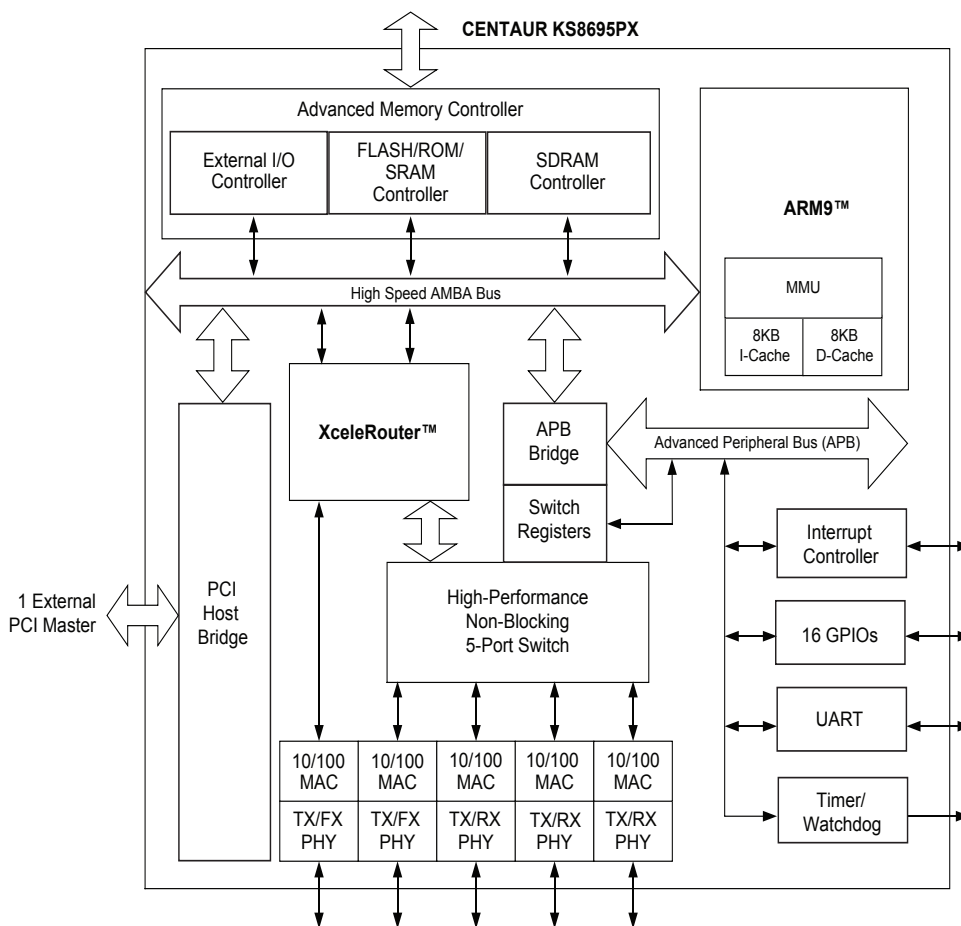 CENTAUR KS8695PX
Advanced Memory Controller
External I/O
Controller
FLASH/ROM/
SRAM
Controller
SDRAM
Controller
ARM9™
MMU
8KB
I-Cache
8KB
D-Cache
High Speed AMBA Bus
XceleRouter™
APB
Bridge
Advanced Peripheral Bus (APB)
Switch
Registers
Interrupt
Controller
1 External
PCI Master
PCI
Host
Bridge
High-Performance
Non-Blocking
5-Port Switch
16 GPIOs
UART
10/100
MAC
10/100
MAC
10/100
MAC
10/100
MAC
10/100
MAC
TX/FX
PHY
TX/FX
PHY
TX/RX
PHY
TX/RX
PHY
TX/RX
PHY
Timer/
Watchdog